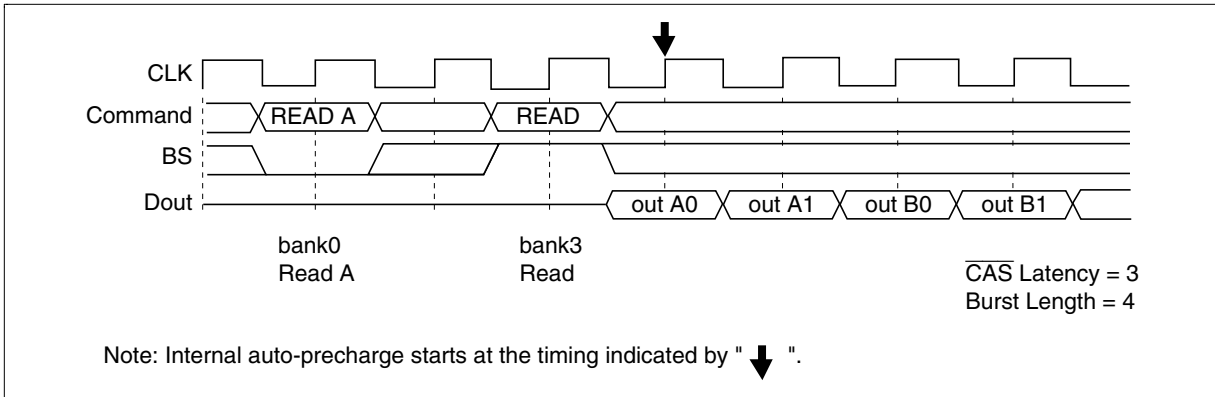 CLK
Command READ A READ
BS
Dout out A0 out A1 out B0 out B1
bank0 bank3
Read A Read
CAS Latency = 3
Burst Length = 4
Note: Internal auto-precharge starts at the timing indicated by " ".